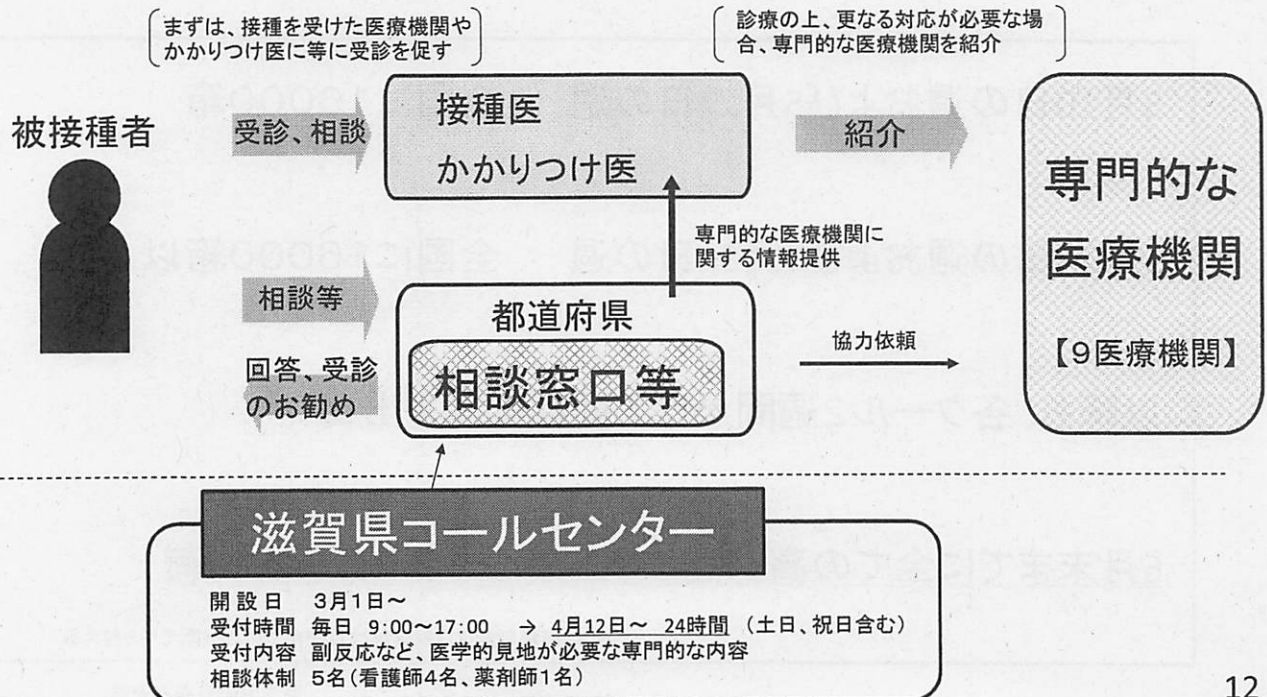 まずは、接種を受けた医療機関や
かかりつけ医に等に受診を促す
診療の上、更なる対応が必要な場
合、専門的な医療機関を紹介
被接種者
受診、相談
接種医
かかりつけ医
紹介
専門的な
医療機関
【9医療機関】
専門的な医療機関に
関する情報提供
相談等
都道府県
相談窓口等
協力依頼
回答、受診
のお勧め
滋賀県コールセンター
開設日 3月1日～
受付時間 毎日 9:00～17:00 → 4月12日～ 24時間 (土日、祝日含む)
受付内容 副反応など、医学的見地が必要な専門的な内容
相談体制 5名(看護師4名、薬剤師1名)
12